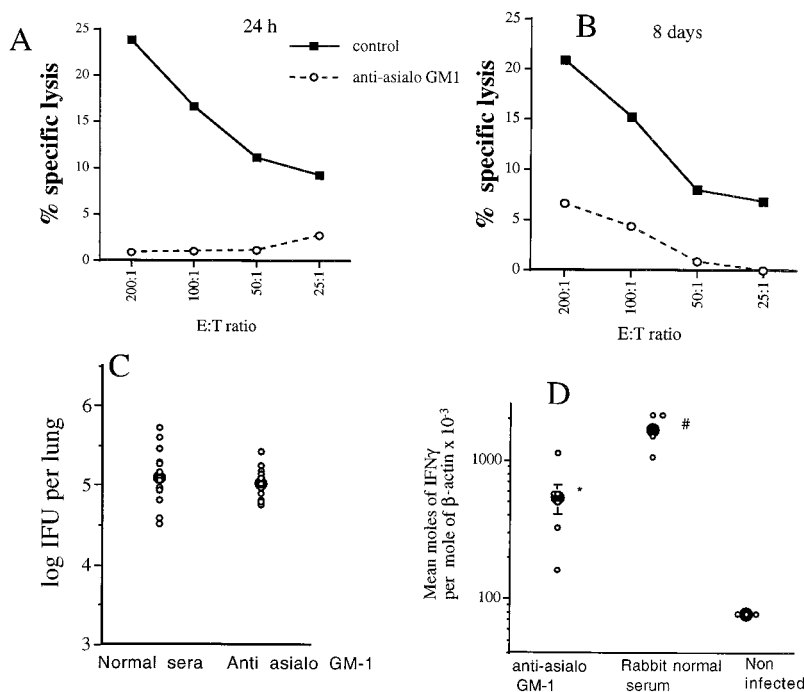 A
24 h
control
anti-asialo GM1
% specific lysis
25
20
15
10
5
0
200:1
100:1
50:1
25:1
E:T ratio
B
8 days
% specific lysis
25
20
15
10
5
0
200:1
100:1
50:1
25:1
E:T ratio
C
log IFU per lung
6
5
4
3
Normal sera
Anti asialo GM-1
D
Mean moles of IFNγ
per mole of β-actin x 10⁻³
1000
100
*
#
anti-asialo
GM-1
Rabbit normal
serum
Non
infected